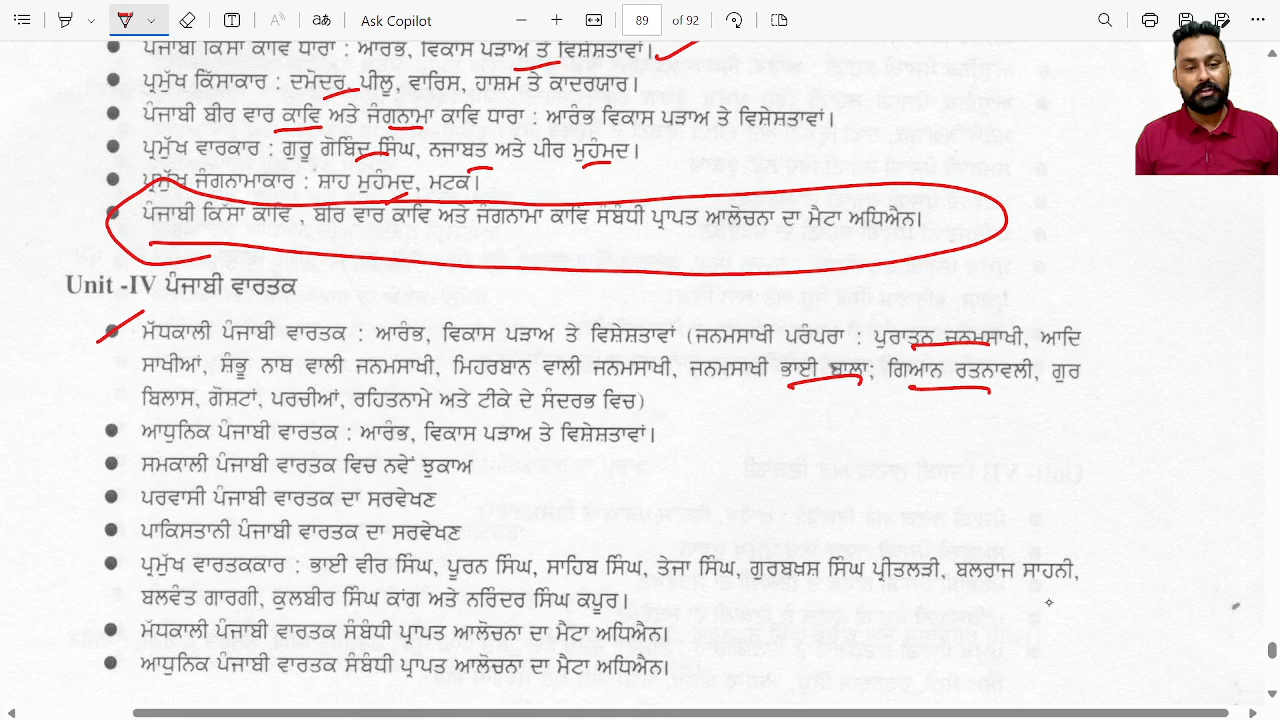 Ask Copilot
89 of 92
ਪੰਜਾਬੀ ਕਿੱਸਾ ਕਾਵਿ ਧਾਰਾ : ਆਰੰਭ, ਵਿਕਾਸ ਪੜਾਅ ਤੇ ਵਿਸ਼ੇਸ਼ਤਾਵਾਂ।
ਪ੍ਰਮੁੱਖ ਕਿੱਸਾਕਾਰ : ਦਮੋਦਰ, ਪੀਲੂ, ਵਾਰਿਸ, ਹਾਸ਼ਮ ਤੇ ਕਾਦਰਯਾਰ।
ਪੰਜਾਬੀ ਬੀਰ ਵਾਰ ਕਾਵਿ ਅਤੇ ਜੰਗਨਾਮਾ ਕਾਵਿ ਧਾਰਾ : ਆਰੰਭ ਵਿਕਾਸ ਪੜਾਅ ਤੇ ਵਿਸ਼ੇਸ਼ਤਾਵਾਂ।
ਪ੍ਰਮੁੱਖ ਵਾਰਕਾਰ : ਗੁਰੂ ਗੋਬਿੰਦ ਸਿੰਘ, ਨਜਾਬਤ ਅਤੇ ਪੀਰ ਮੁਹੰਮਦ।
ਪ੍ਰਮੁੱਖ ਜੰਗਨਾਮਾਕਾਰ : ਸ਼ਾਹ ਮੁਹੰਮਦ, ਮਟਕ।
ਪੰਜਾਬੀ ਕਿੱਸਾ ਕਾਵਿ , ਬੀਰ ਵਾਰ ਕਾਵਿ ਅਤੇ ਜੰਗਨਾਮਾ ਕਾਵਿ ਸੰਬੰਧੀ ਪ੍ਰਾਪਤ ਆਲੋਚਨਾ ਦਾ ਮੈਟਾ ਅਧਿਐਨ।
Unit -IV ਪੰਜਾਬੀ ਵਾਰਤਕ
ਮੱਧਕਾਲੀ ਪੰਜਾਬੀ ਵਾਰਤਕ : ਆਰੰਭ, ਵਿਕਾਸ ਪੜਾਅ ਤੇ ਵਿਸ਼ੇਸ਼ਤਾਵਾਂ (ਜਨਮਸਾਖੀ ਪਰੰਪਰਾ : ਪੁਰਾਤਨ ਜਨਮਸਾਖੀ, ਆਦਿ
ਸਾਖੀਆਂ, ਸ਼ੰਭੂ ਨਾਥ ਵਾਲੀ ਜਨਮਸਾਖੀ, ਮਿਹਰਬਾਨ ਵਾਲੀ ਜਨਮਸਾਖੀ, ਜਨਮਸਾਖੀ ਭਾਈ ਬਾਲਾ; ਗਿਆਨ ਰਤਨਾਵਲੀ, ਗੁਰ
ਬਿਲਾਸ, ਗੋਸ਼ਟਾਂ, ਪਰਚੀਆਂ, ਰਹਿਤਨਾਮੇ ਅਤੇ ਟੀਕੇ ਦੇ ਸੰਦਰਭ ਵਿਚ)
ਆਧੁਨਿਕ ਪੰਜਾਬੀ ਵਾਰਤਕ : ਆਰੰਭ, ਵਿਕਾਸ ਪੜਾਅ ਤੇ ਵਿਸ਼ੇਸ਼ਤਾਵਾਂ।
ਸਮਕਾਲੀ ਪੰਜਾਬੀ ਵਾਰਤਕ ਵਿਚ ਨਵੇਂ ਝੁਕਾਅ
ਪਰਵਾਸੀ ਪੰਜਾਬੀ ਵਾਰਤਕ ਦਾ ਸਰਵੇਖਣ
ਪਾਕਿਸਤਾਨੀ ਪੰਜਾਬੀ ਵਾਰਤਕ ਦਾ ਸਰਵੇਖਣ
ਪ੍ਰਮੁੱਖ ਵਾਰਤਕਕਾਰ : ਭਾਈ ਵੀਰ ਸਿੰਘ, ਪੂਰਨ ਸਿੰਘ, ਸਾਹਿਬ ਸਿੰਘ, ਤੇਜਾ ਸਿੰਘ, ਗੁਰਬਖਸ਼ ਸਿੰਘ ਪ੍ਰੀਤਲੜੀ, ਬਲਰਾਜ ਸਾਹਨੀ,
ਬਲਵੰਤ ਗਾਰਗੀ, ਕੁਲਬੀਰ ਸਿੰਘ ਕਾਂਗ ਅਤੇ ਨਰਿੰਦਰ ਸਿੰਘ ਕਪੂਰ।
ਮੱਧਕਾਲੀ ਪੰਜਾਬੀ ਵਾਰਤਕ ਸੰਬੰਧੀ ਪ੍ਰਾਪਤ ਆਲੋਚਨਾ ਦਾ ਮੈਟਾ ਅਧਿਐਨ।
ਆਧੁਨਿਕ ਪੰਜਾਬੀ ਵਾਰਤਕ ਸੰਬੰਧੀ ਪ੍ਰਾਪਤ ਆਲੋਚਨਾ ਦਾ ਮੈਟਾ ਅਧਿਐਨ।